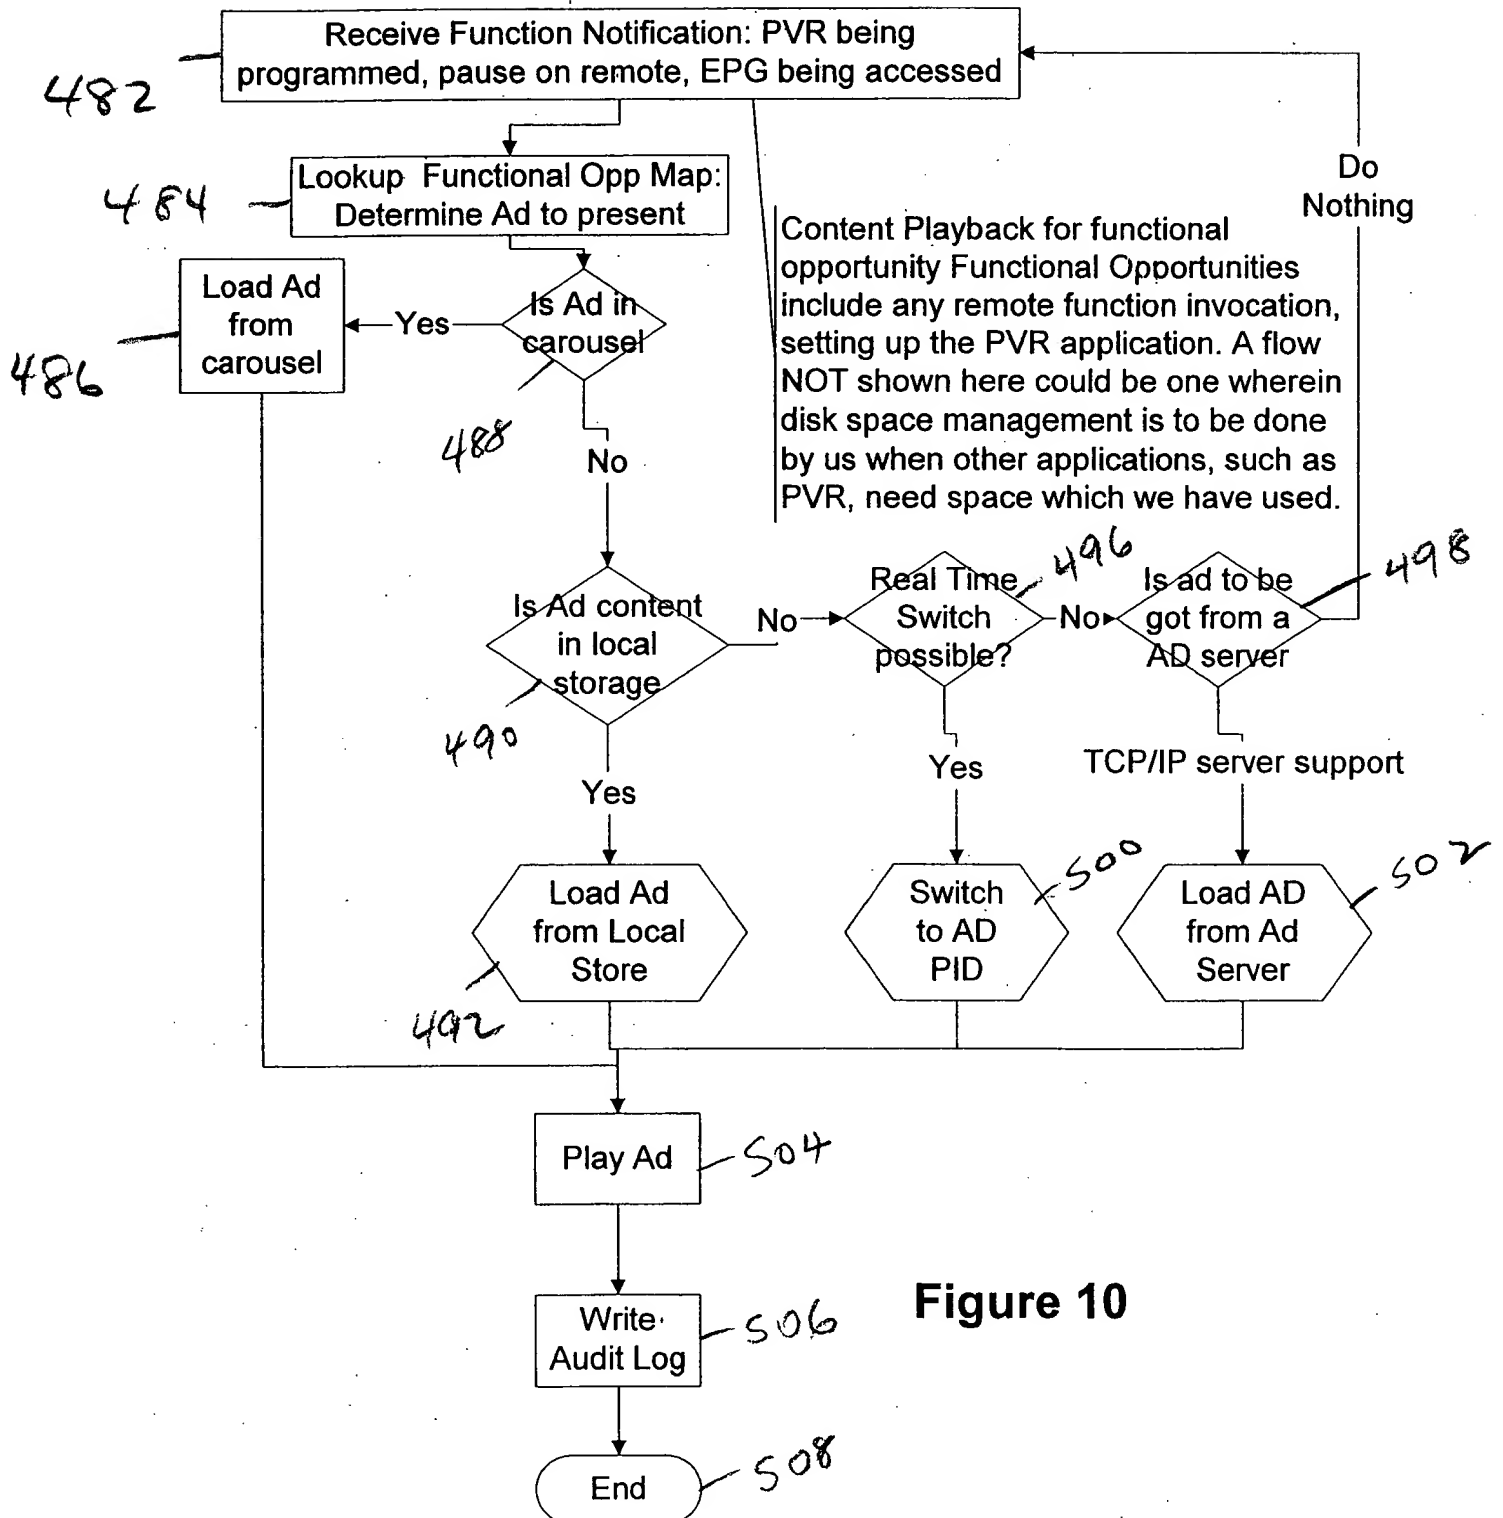 Receive Function Notification: PVR being
programmed, pause on remote, EPG being accessed
482
Do
Nothing
Lookup Functional Opp Map:
Determine Ad to present
484
Content Playback for functional
opportunity Functional Opportunities
include any remote function invocation,
setting up the PVR application. A flow
NOT shown here could be one wherein
disk space management is to be done
by us when other applications, such as
PVR, need space which we have used.
Load Ad
from
carousel
486
Yes
Is Ad in
carousel
488
No
Is Ad content
in local
storage
490
No
Real Time
Switch
possible?
496
No
Is ad to be
got from a
AD server
498
Yes
Yes
TCP/IP server support
Load Ad
from Local
Store
492
Switch
to AD
PID
500
Load AD
from Ad
Server
502
Play Ad
504
Write
Audit Log
506
Figure 10
End
508